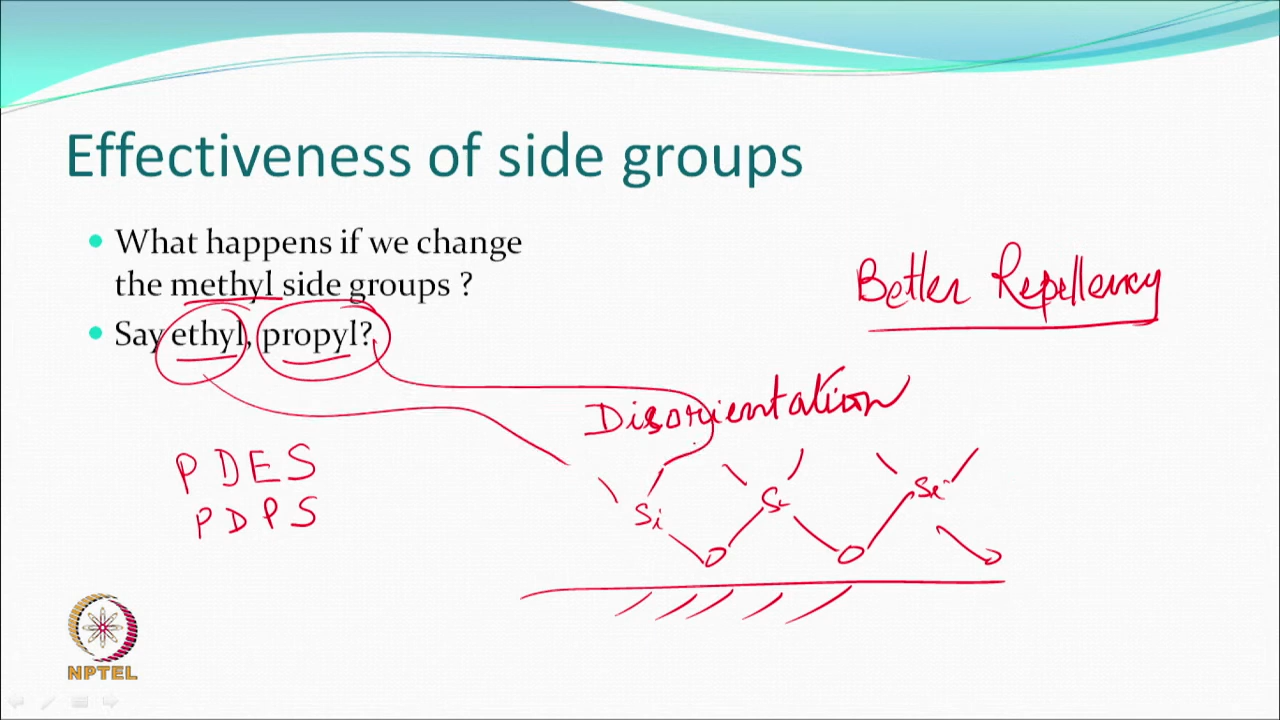 Effectiveness of side groups
• What happens if we change
the methyl side groups ?
• Say ethyl, propyl?
Better Repellency
Disorientation
PDES
PDPS
Si Si Si
O O O
NPTEL